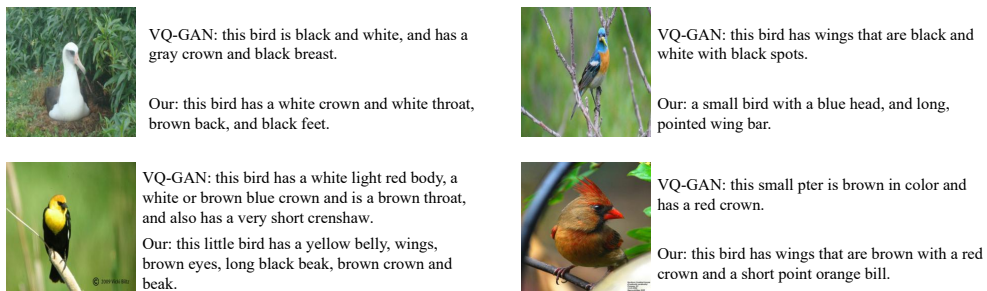 VQ-GAN: this bird is black and white, and has a
gray crown and black breast.
Our: this bird has a white crown and white throat,
brown back, and black feet.
VQ-GAN: this bird has wings that are black and
white with black spots.
Our: a small bird with a blue head, and long,
pointed wing bar.
VQ-GAN: this bird has a white light red body, a
white or brown blue crown and is a brown throat,
and also has a very short crenshaw.
Our: this little bird has a yellow belly, wings,
brown eyes, long black beak, brown crown and
beak.
VQ-GAN: this small pter is brown in color and
has a red crown.
Our: this bird has wings that are brown with a red
crown and a short point orange bill.